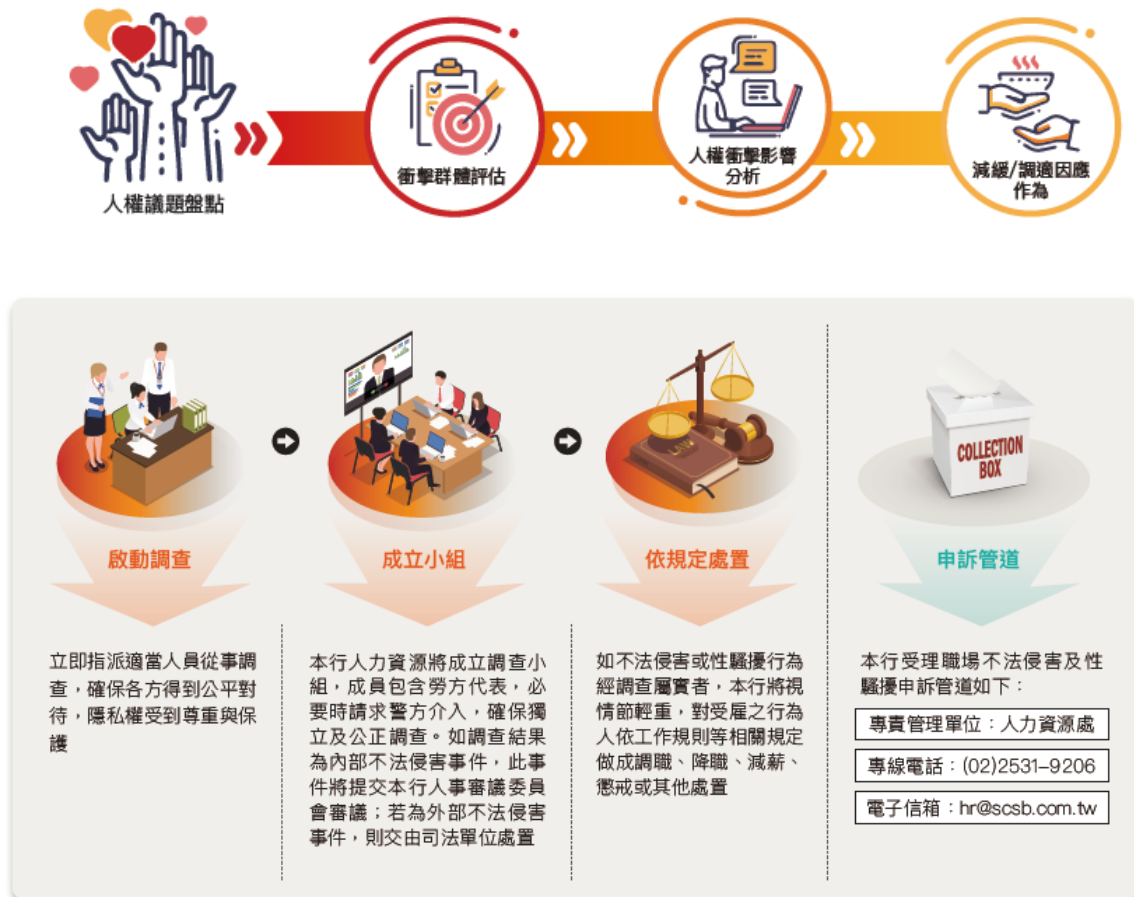 人權議題盤點
衝擊群體評估
人權衝擊影響
分析
減緩/調適因應
作為
啟動調查
立即指派適當人員從事調
查，確保各方得到公平對
待，隱私權受到尊重與保
護
成立小組
本行人力資源將成立調查小
組，成員包含勞方代表，必
要時請求警方介入，確保獨
立及公正調查。如調查結果
為內部不法侵害事件，此事
件將提交本行人事審議委員
會審議；若為外部不法侵害
事件，則交由司法單位處置
LAW
依規定處置
如不法侵害或性騷擾行為
經調查屬實者，本行將視
情節輕重，對受雇之行為
人依工作規則等相關規定
做成調職、降職、減薪、
懲戒或其他處置
COLLECTION
BOX
申訴管道
本行受理職場不法侵害及性
騷擾申訴管道如下：
專責管理單位：人力資源處
專線電話：(02)2531-9206
電子信箱：hr@scsb.com.tw